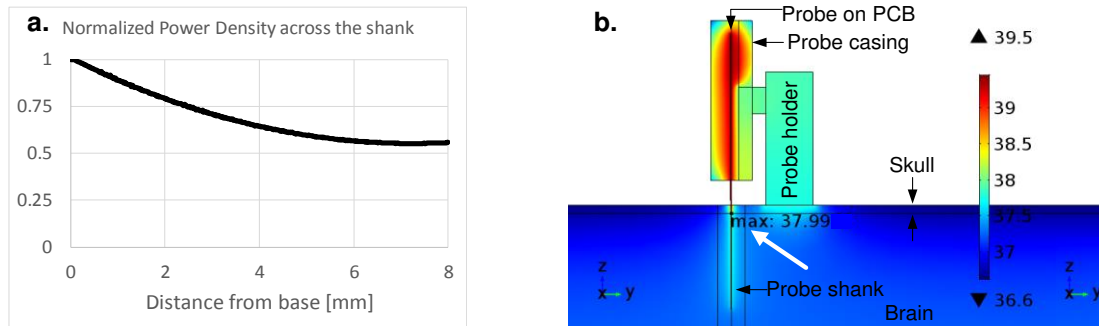 a.
Normalized Power Density across the shank
1
0.75
0.5
0.25
0
0
2
4
6
8
Distance from base [mm]
b.
Probe on PCB
Probe casing
Probe holder
Skull
max: 37.99
Probe shank
Brain
z
x
y
z
x
y
39.5
39
38.5
38
37.5
37
36.6